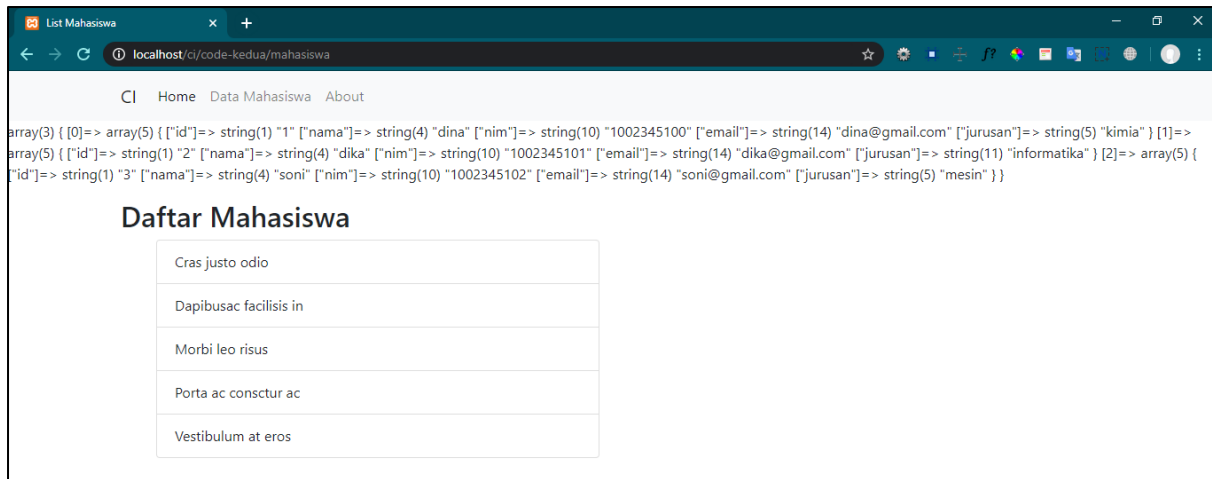 List Mahasiswa
localhost/ci/code-kedua/mahasiswa
f?
CI Home Data Mahasiswa About
array(3) { [0]=> array(5) { ["id"]=> string(1) "1" ["nama"]=> string(4) "dina" ["nim"]=> string(10) "1002345100" ["email"]=> string(14) "dina@gmail.com" ["jurusan"]=> string(5) "kimia" } [1]=>
array(5) { ["id"]=> string(1) "2" ["nama"]=> string(4) "dika" ["nim"]=> string(10) "1002345101" ["email"]=> string(14) "dika@gmail.com" ["jurusan"]=> string(11) "informatika" } [2]=> array(5) {
["id"]=> string(1) "3" ["nama"]=> string(4) "soni" ["nim"]=> string(10) "1002345102" ["email"]=> string(14) "soni@gmail.com" ["jurusan"]=> string(5) "mesin" } }
Daftar Mahasiswa
Cras justo odio
Dapibusac facilisis in
Morbi leo risus
Porta ac consctur ac
Vestibulum at eros